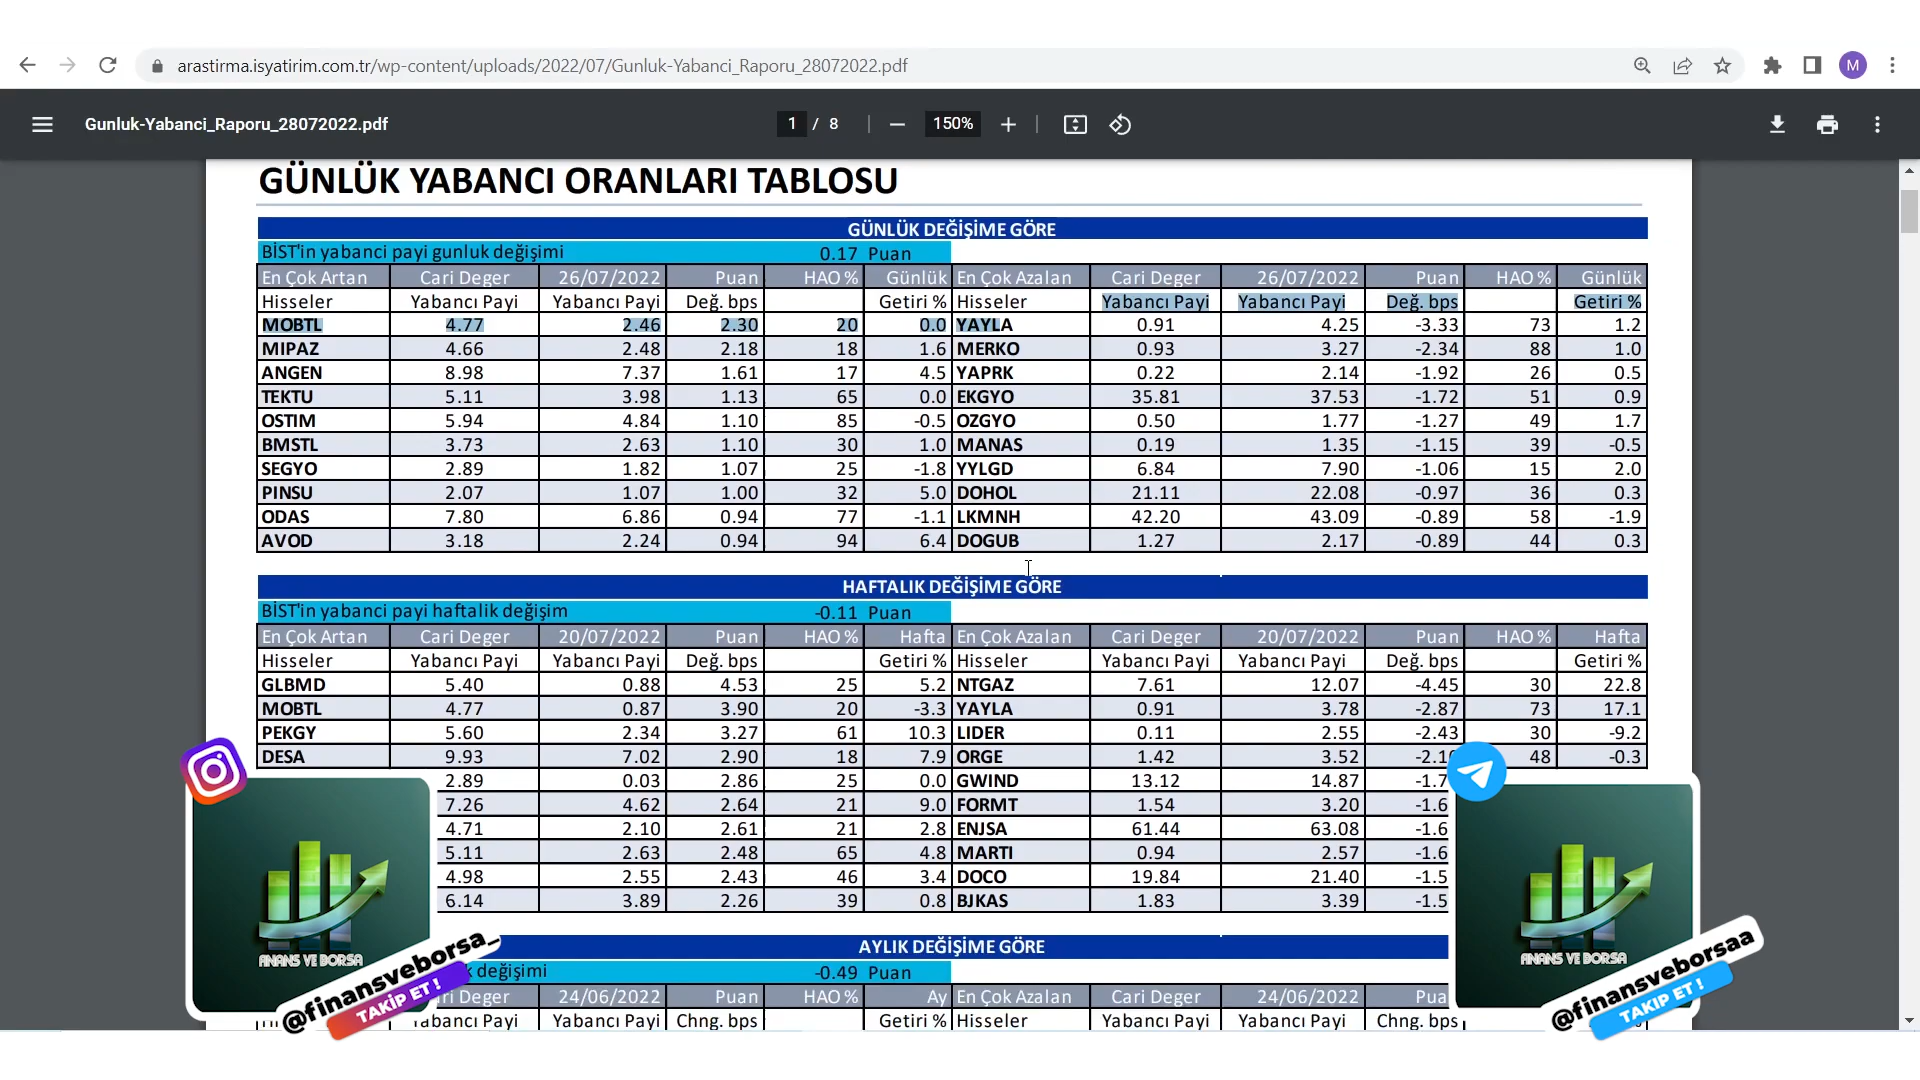 arastirma.isyatirim.com.tr/wp-content/uploads/2022/07/Gunluk-Yabanci_Raporu_28072022.pdf
M
Gunluk-Yabanci_Raporu_28072022.pdf
1 / 8
150%
GÜNLÜK YABANCI ORANLARI TABLOSU
GÜNLÜK DEĞİŞİME GÖRE
BİST'in yabanci payi gunluk değişimi 0.17 Puan
En Çok Artan Cari Deger 26/07/2022 Puan HAO % Günlük En Çok Azalan Cari Deger 26/07/2022 Puan HAO % Günlük
Hisseler Yabancı Payi Yabancı Payi Değ. bps Getiri % Hisseler Yabancı Payi Yabancı Payi Değ. bps Getiri %
MOBTL 4.77 2.46 2.30 20 0.0 YAYLA 0.91 4.25 -3.33 73 1.2
MIPAZ 4.66 2.48 2.18 18 1.6 MERKO 0.93 3.27 -2.34 88 1.0
ANGEN 8.98 7.37 1.61 17 4.5 YAPRK 0.22 2.14 -1.92 26 0.5
TEKTU 5.11 3.98 1.13 65 0.0 EKGYO 35.81 37.53 -1.72 51 0.9
OSTIM 5.94 4.84 1.10 85 -0.5 OZGYO 0.50 1.77 -1.27 49 1.7
BMSTL 3.73 2.63 1.10 30 1.0 MANAS 0.19 1.35 -1.15 39 -0.5
SEGYO 2.89 1.82 1.07 25 -1.8 YYLGD 6.84 7.90 -1.06 15 2.0
PINSU 2.07 1.07 1.00 32 5.0 DOHOL 21.11 22.08 -0.97 36 0.3
ODAS 7.80 6.86 0.94 77 -1.1 LKMNH 42.20 43.09 -0.89 58 -1.9
AVOD 3.18 2.24 0.94 94 6.4 DOGUB 1.27 2.17 -0.89 44 0.3
HAFTALIK DEĞİŞİME GÖRE
BİST'in yabanci payi haftalik değişim -0.11 Puan
En Çok Artan Cari Deger 20/07/2022 Puan HAO % Hafta En Çok Azalan Cari Deger 20/07/2022 Puan HAO % Hafta
Hisseler Yabancı Payi Yabancı Payi Değ. bps Getiri % Hisseler Yabancı Payi Yabancı Payi Değ. bps Getiri %
GLBMD 5.40 0.88 4.53 25 5.2 NTGAZ 7.61 12.07 -4.45 30 22.8
MOBTL 4.77 0.87 3.90 20 -3.3 YAYLA 0.91 3.78 -2.87 73 17.1
PEKGY 5.60 2.34 3.27 61 10.3 LIDER 0.11 2.55 -2.43 30 -9.2
DESA 9.93 7.02 2.90 18 7.9 ORGE 1.42 3.52 -2.1 48 -0.3
2.89 0.03 2.86 25 0.0 GWIND 13.12 14.87 -1.7
7.26 4.62 2.64 21 9.0 FORMT 1.54 3.20 -1.6
4.71 2.10 2.61 21 2.8 ENJSA 61.44 63.08 -1.6
5.11 2.63 2.48 65 4.8 MARTI 0.94 2.57 -1.6
4.98 2.55 2.43 46 3.4 DOCO 19.84 21.40 -1.5
6.14 3.89 2.26 39 0.8 BJKAS 1.83 3.39 -1.5
AYLIK DEĞİŞİME GÖRE
değişimi -0.49 Puan
Deger 24/06/2022 Puan HAO % Ay En Çok Azalan Cari Deger 24/06/2022
Yabancı Payi Chng. bps Getiri % Hisseler Yabancı Payi Yabancı Payi Chng. bps
FINANS VE BORSA
@finansveborsa_
TAKİP ET !
FINANS VE BORSA
@finansveborsaa
TAKIP ET !